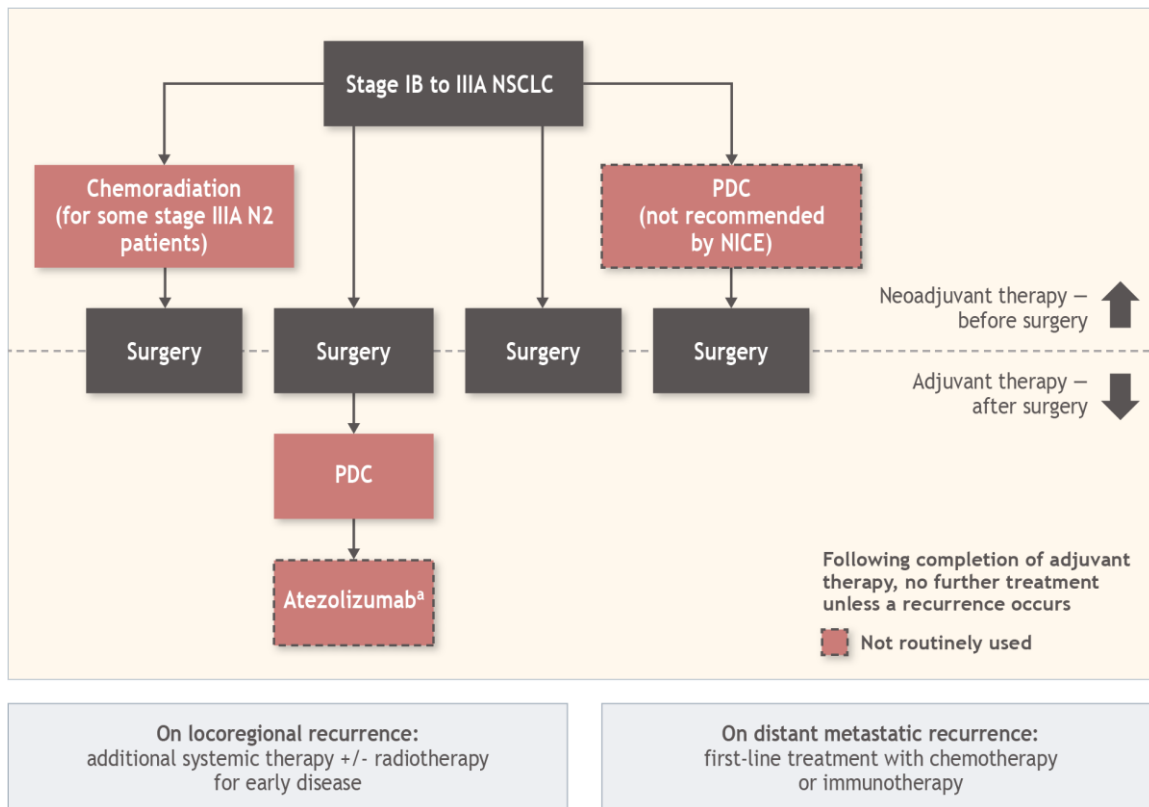 Stage IB to IIIA NSCLC
Chemoradiation
(for some stage IIIA N2
patients)
PDC
(not recommended
by NICE)
Neoadjuvant therapy —
before surgery
Surgery
Surgery
Surgery
Surgery
Adjuvant therapy —
after surgery
PDC
Atezolizumabᵃ
Following completion of adjuvant
therapy, no further treatment
unless a recurrence occurs
Not routinely used
On locoregional recurrence:
additional systemic therapy +/- radiotherapy
for early disease
On distant metastatic recurrence:
first-line treatment with chemotherapy
or immunotherapy